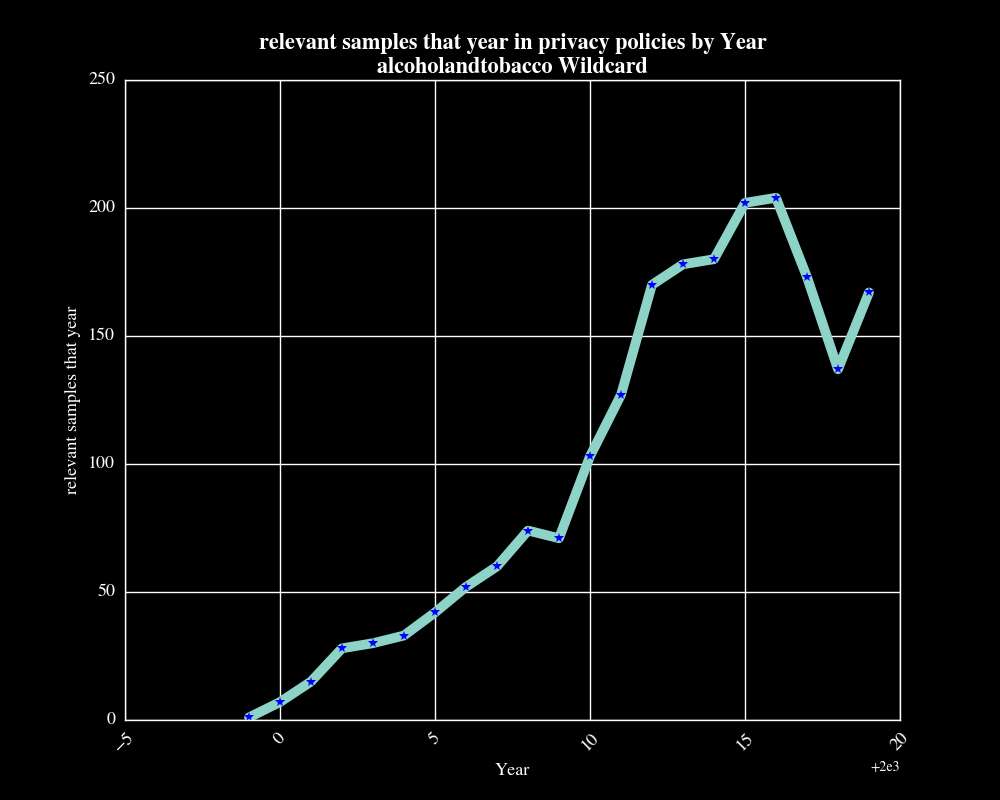 relevant samples that year in privacy policies by Year
alcoholandtobacco Wildcard
250
200
150
100
50
0
relevant samples that year
−5
0
5
10
15
20
Year
+2e3